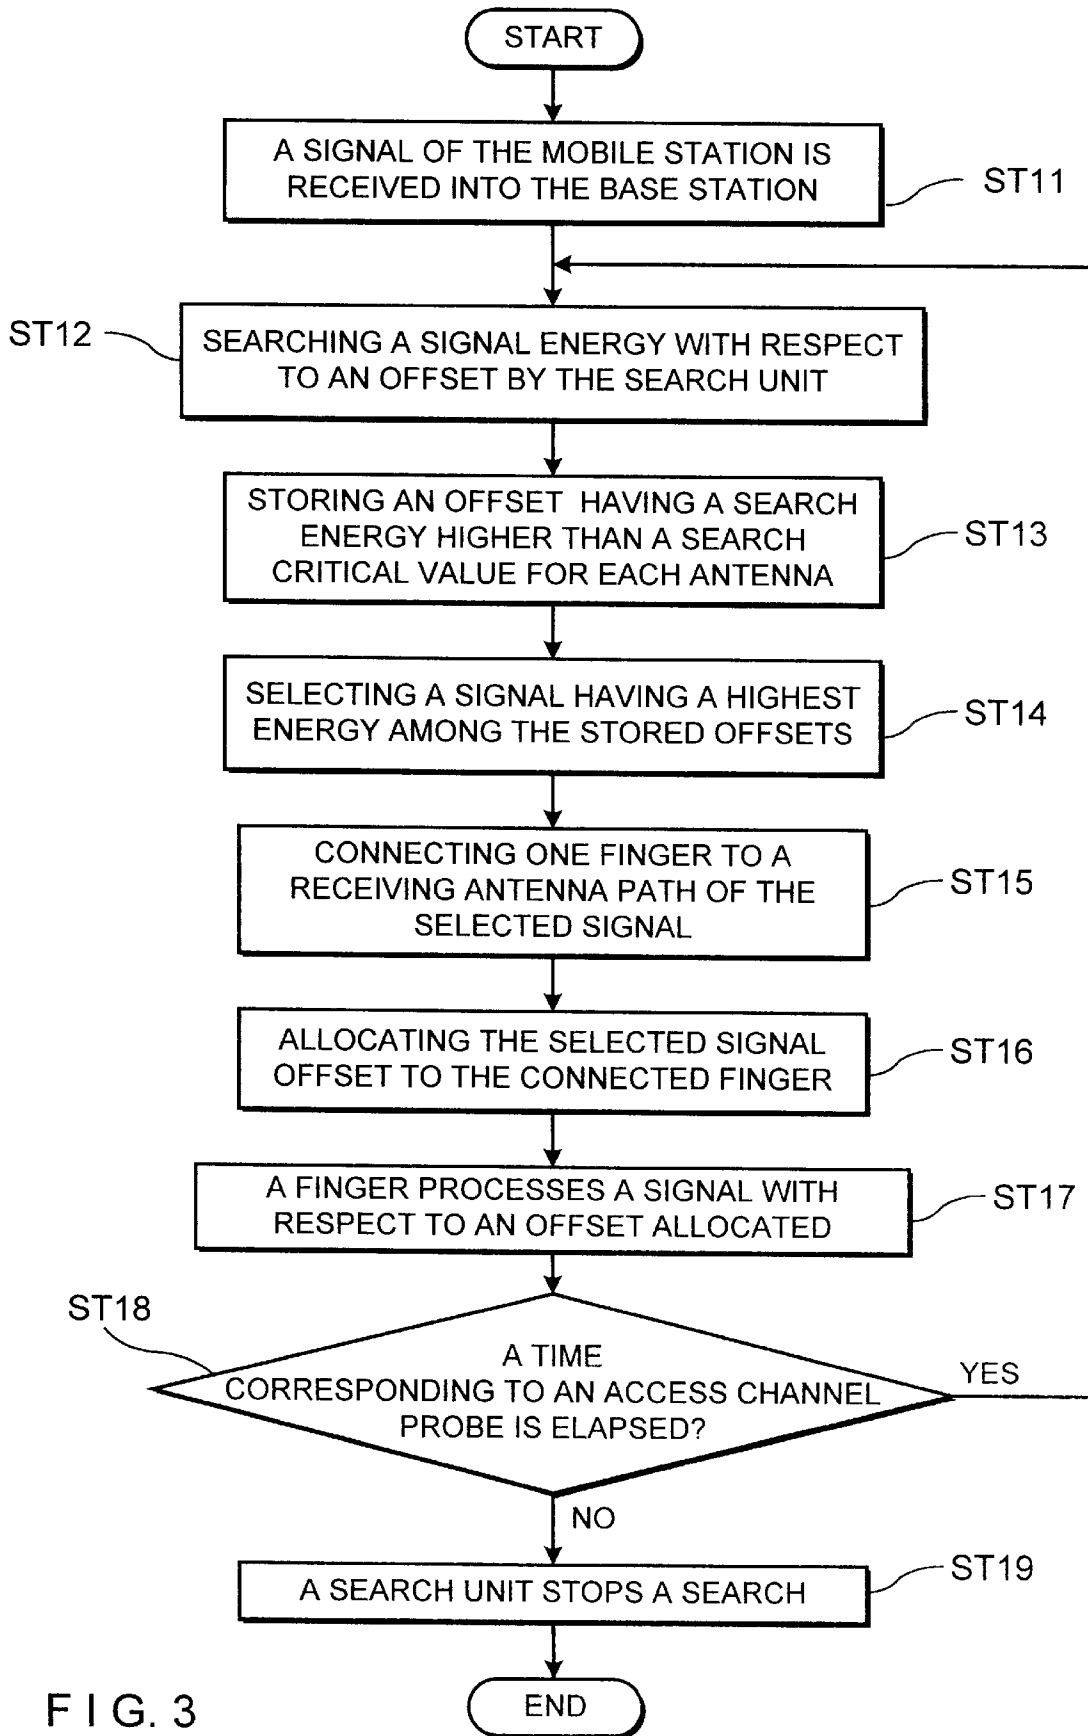 START
A SIGNAL OF THE MOBILE STATION IS
RECEIVED INTO THE BASE STATION
ST11
ST12
SEARCHING A SIGNAL ENERGY WITH RESPECT
TO AN OFFSET BY THE SEARCH UNIT
STORING AN OFFSET HAVING A SEARCH
ENERGY HIGHER THAN A SEARCH
CRITICAL VALUE FOR EACH ANTENNA
ST13
SELECTING A SIGNAL HAVING A HIGHEST
ENERGY AMONG THE STORED OFFSETS
ST14
CONNECTING ONE FINGER TO A
RECEIVING ANTENNA PATH OF THE
SELECTED SIGNAL
ST15
ALLOCATING THE SELECTED SIGNAL
OFFSET TO THE CONNECTED FINGER
ST16
A FINGER PROCESSES A SIGNAL WITH
RESPECT TO AN OFFSET ALLOCATED
ST17
ST18
A TIME
CORRESPONDING TO AN ACCESS CHANNEL
PROBE IS ELAPSED?
YES
NO
A SEARCH UNIT STOPS A SEARCH
ST19
END
FIG. 3